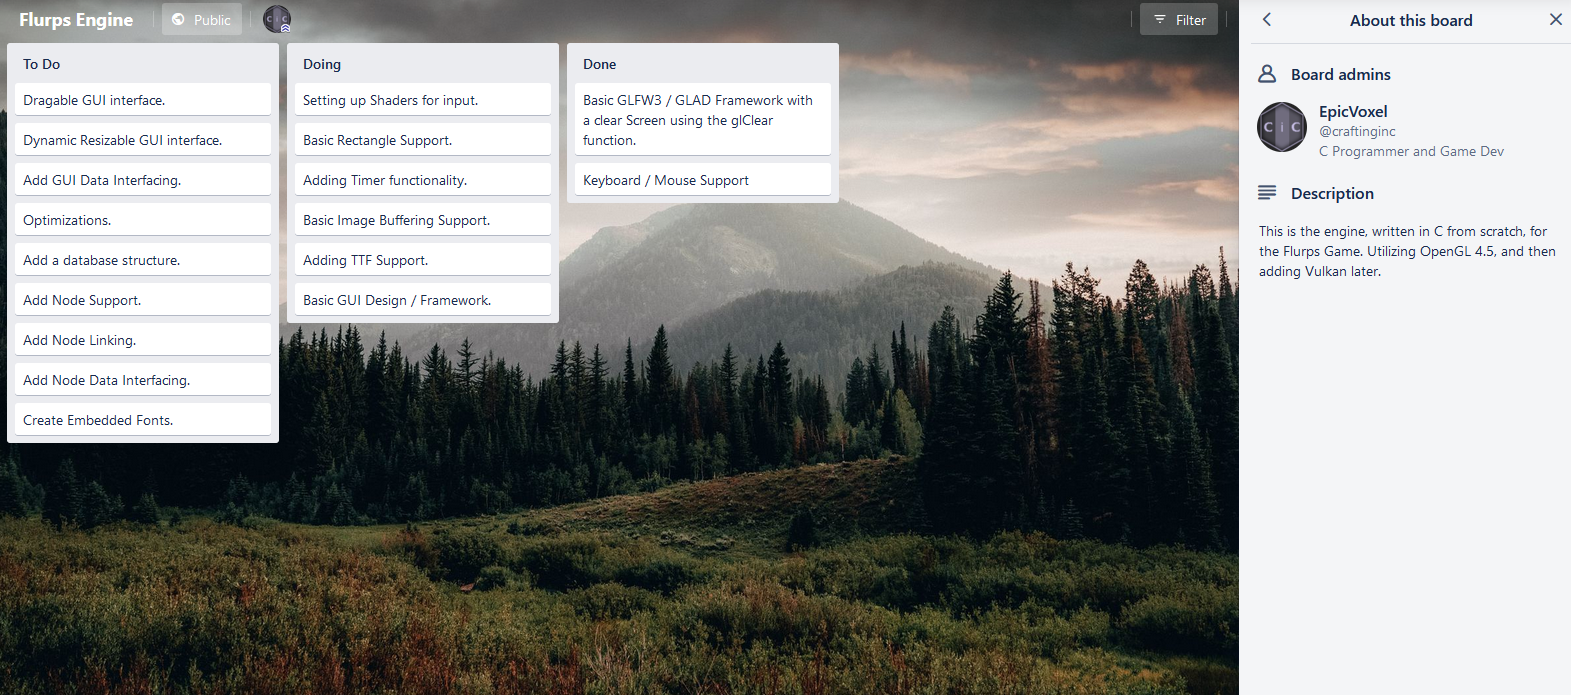 Flurps Engine
Public
CiC
Filter
To Do
Dragable GUI interface.
Dynamic Resizable GUI interface.
Add GUI Data Interfacing.
Optimizations.
Add a database structure.
Add Node Support.
Add Node Linking.
Add Node Data Interfacing.
Create Embedded Fonts.
Doing
Setting up Shaders for input.
Basic Rectangle Support.
Adding Timer functionality.
Basic Image Buffering Support.
Adding TTF Support.
Basic GUI Design / Framework.
Done
Basic GLFW3 / GLAD Framework with
a clear Screen using the glClear
function.
Keyboard / Mouse Support
About this board
Board admins
CiC
EpicVoxel
@craftinginc
C Programmer and Game Dev
Description
This is the engine, written in C from scratch, for
the Flurps Game. Utilizing OpenGL 4.5, and then
adding Vulkan later.